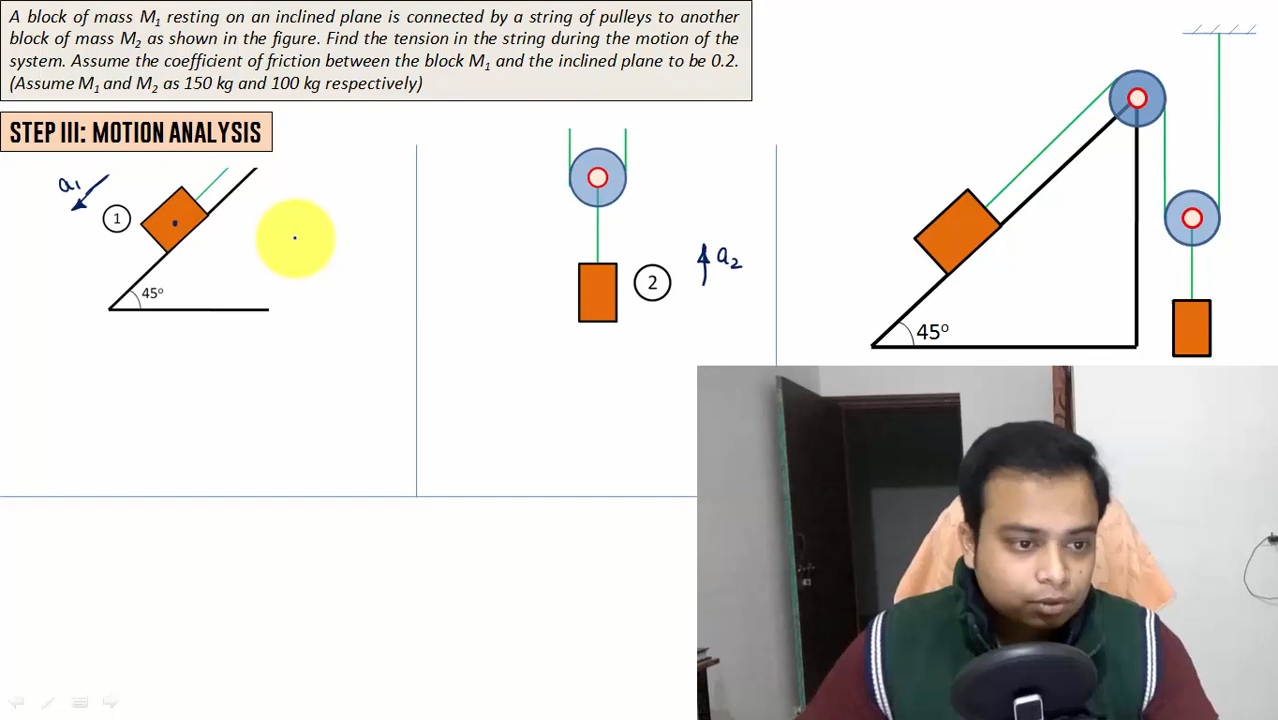 A block of mass M₁ resting on an inclined plane is connected by a string of pulleys to another
block of mass M₂ as shown in the figure. Find the tension in the string during the motion of the
system. Assume the coefficient of friction between the block M₁ and the inclined plane to be 0.2.
(Assume M₁ and M₂ as 150 kg and 100 kg respectively)
STEP III: MOTION ANALYSIS
a₁
1
45°
2
a₂
45°